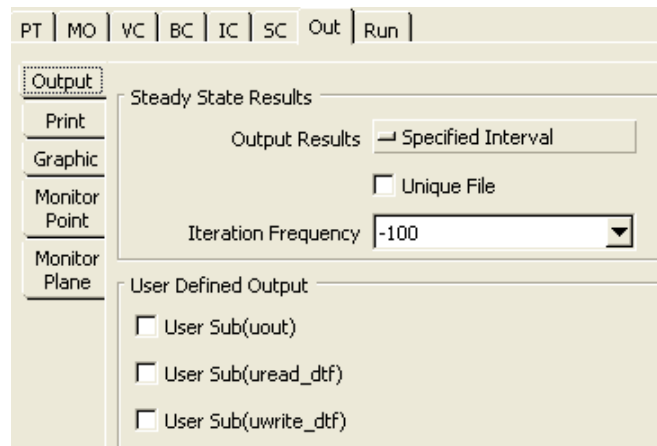 PT MO VC BC IC SC Out Run
Output
Print
Graphic
Monitor
Point
Monitor
Plane
Steady State Results
Output Results Specified Interval
Unique File
Iteration Frequency -100
User Defined Output
User Sub(uout)
User Sub(uread_dtf)
User Sub(uwrite_dtf)